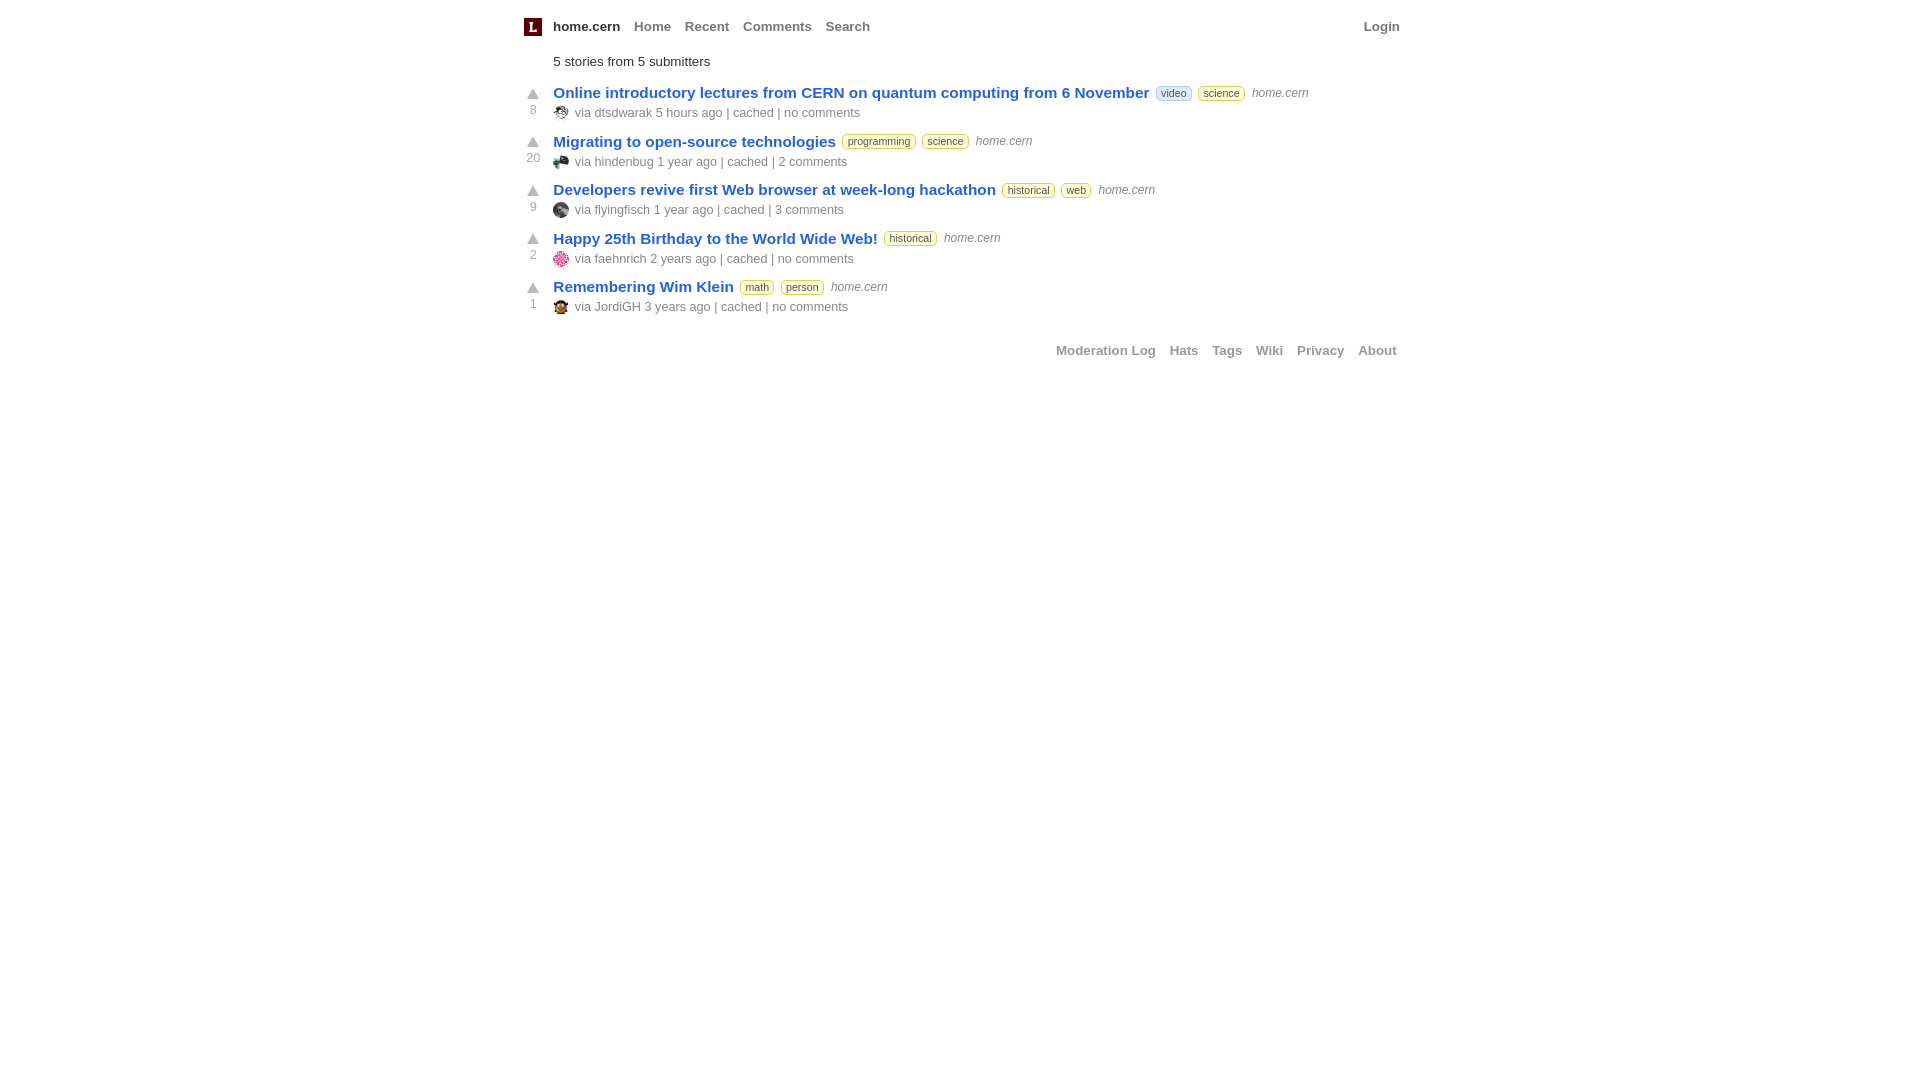 L home.cern Home Recent Comments Search Login
5 stories from 5 submitters
Online introductory lectures from CERN on quantum computing from 6 November video science home.cern
8 via dtsdwarak 5 hours ago | cached | no comments
Migrating to open-source technologies programming science home.cern
20 via hindenbug 1 year ago | cached | 2 comments
Developers revive first Web browser at week-long hackathon historical web home.cern
9 via flyingfisch 1 year ago | cached | 3 comments
Happy 25th Birthday to the World Wide Web! historical home.cern
2 via faehnrich 2 years ago | cached | no comments
Remembering Wim Klein math person home.cern
1 via JordiGH 3 years ago | cached | no comments
Moderation Log Hats Tags Wiki Privacy About